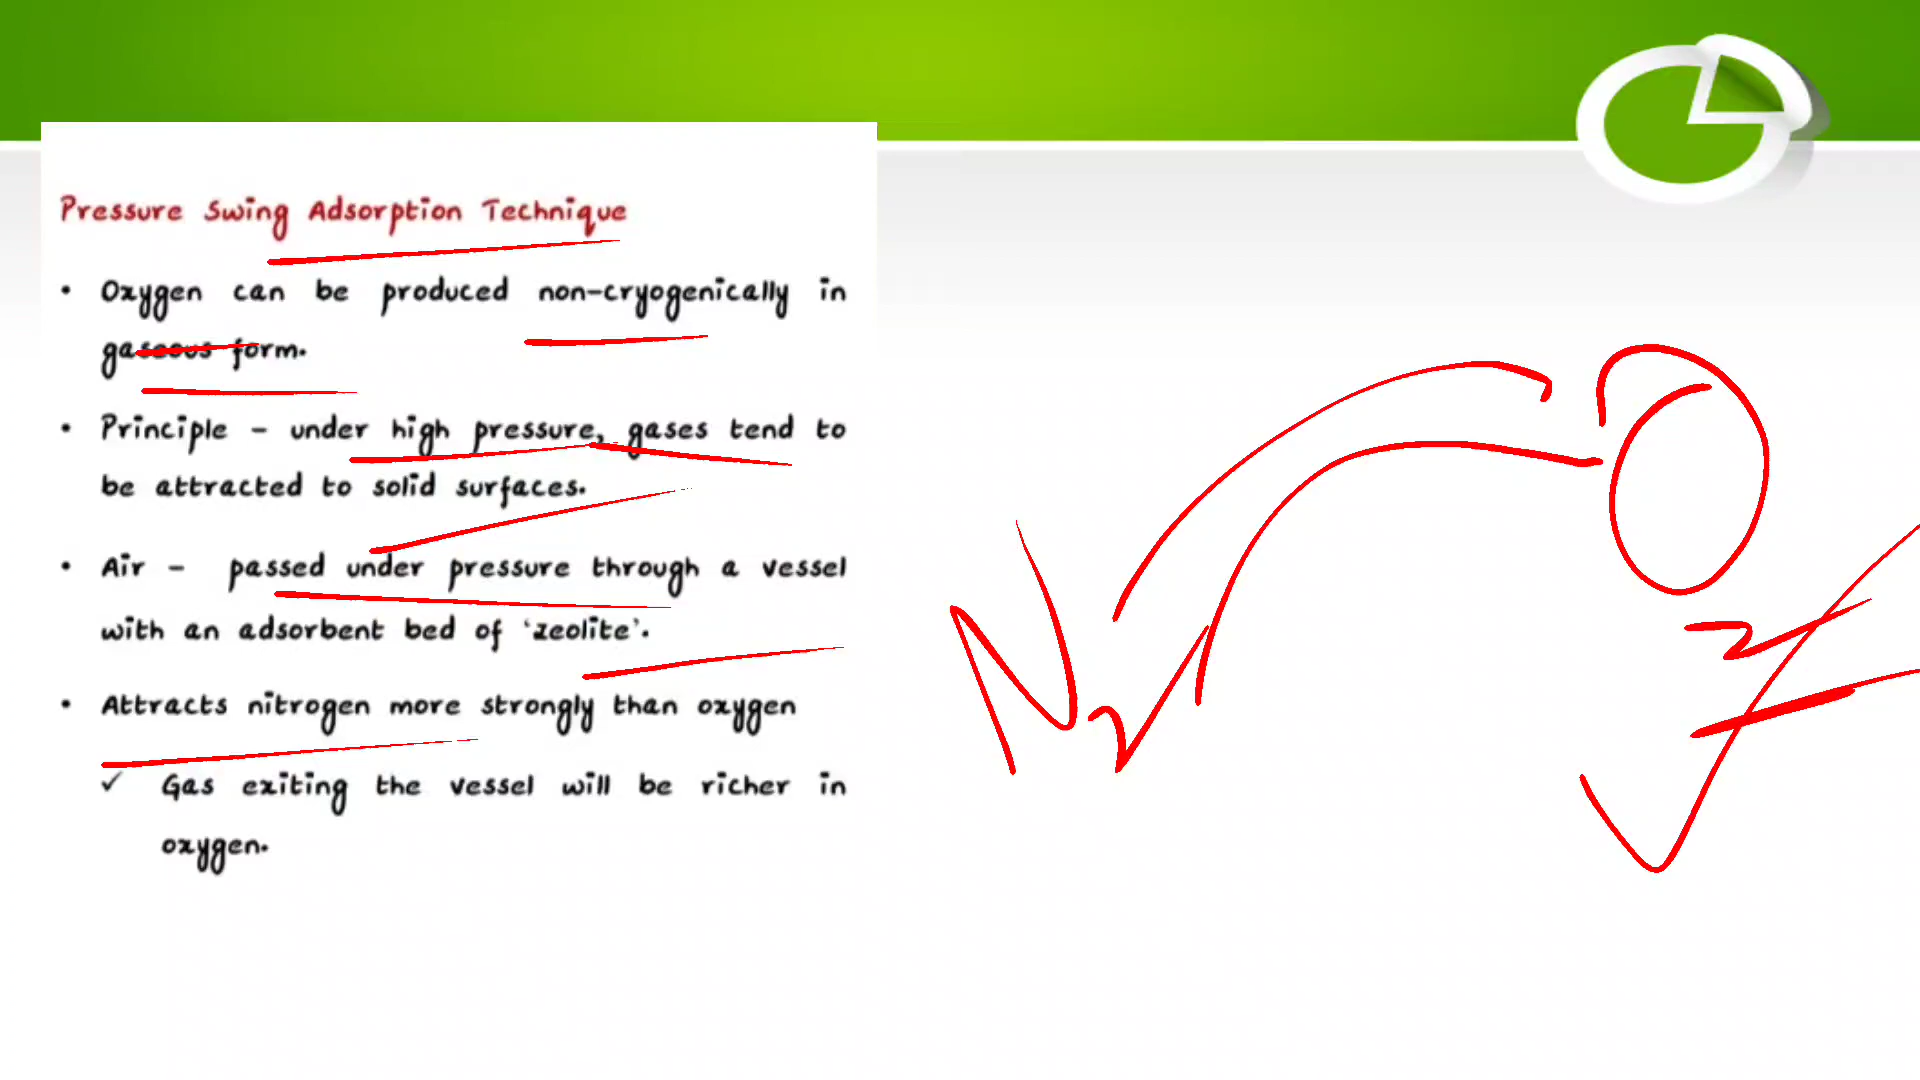 Pressure Swing Adsorption Technique
• Oxygen can be produced non-cryogenically in
gaseous form.
• Principle - under high pressure, gases tend to
be attracted to solid surfaces.
• Air - passed under pressure through a vessel
with an adsorbent bed of 'zeolite'.
• Attracts nitrogen more strongly than oxygen
✓ Gas exiting the vessel will be richer in
oxygen.
N2
O2